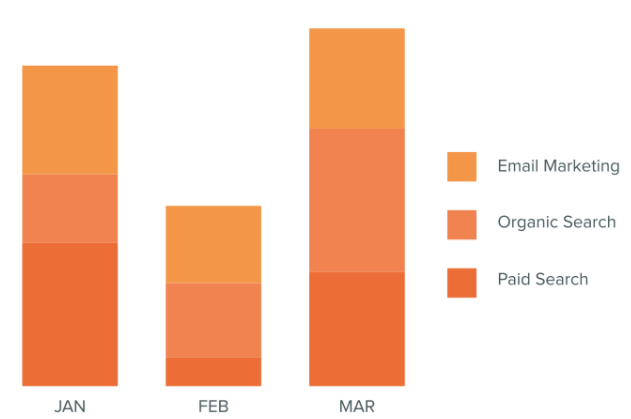 Email Marketing
Organic Search
Paid Search
JAN
FEB
MAR